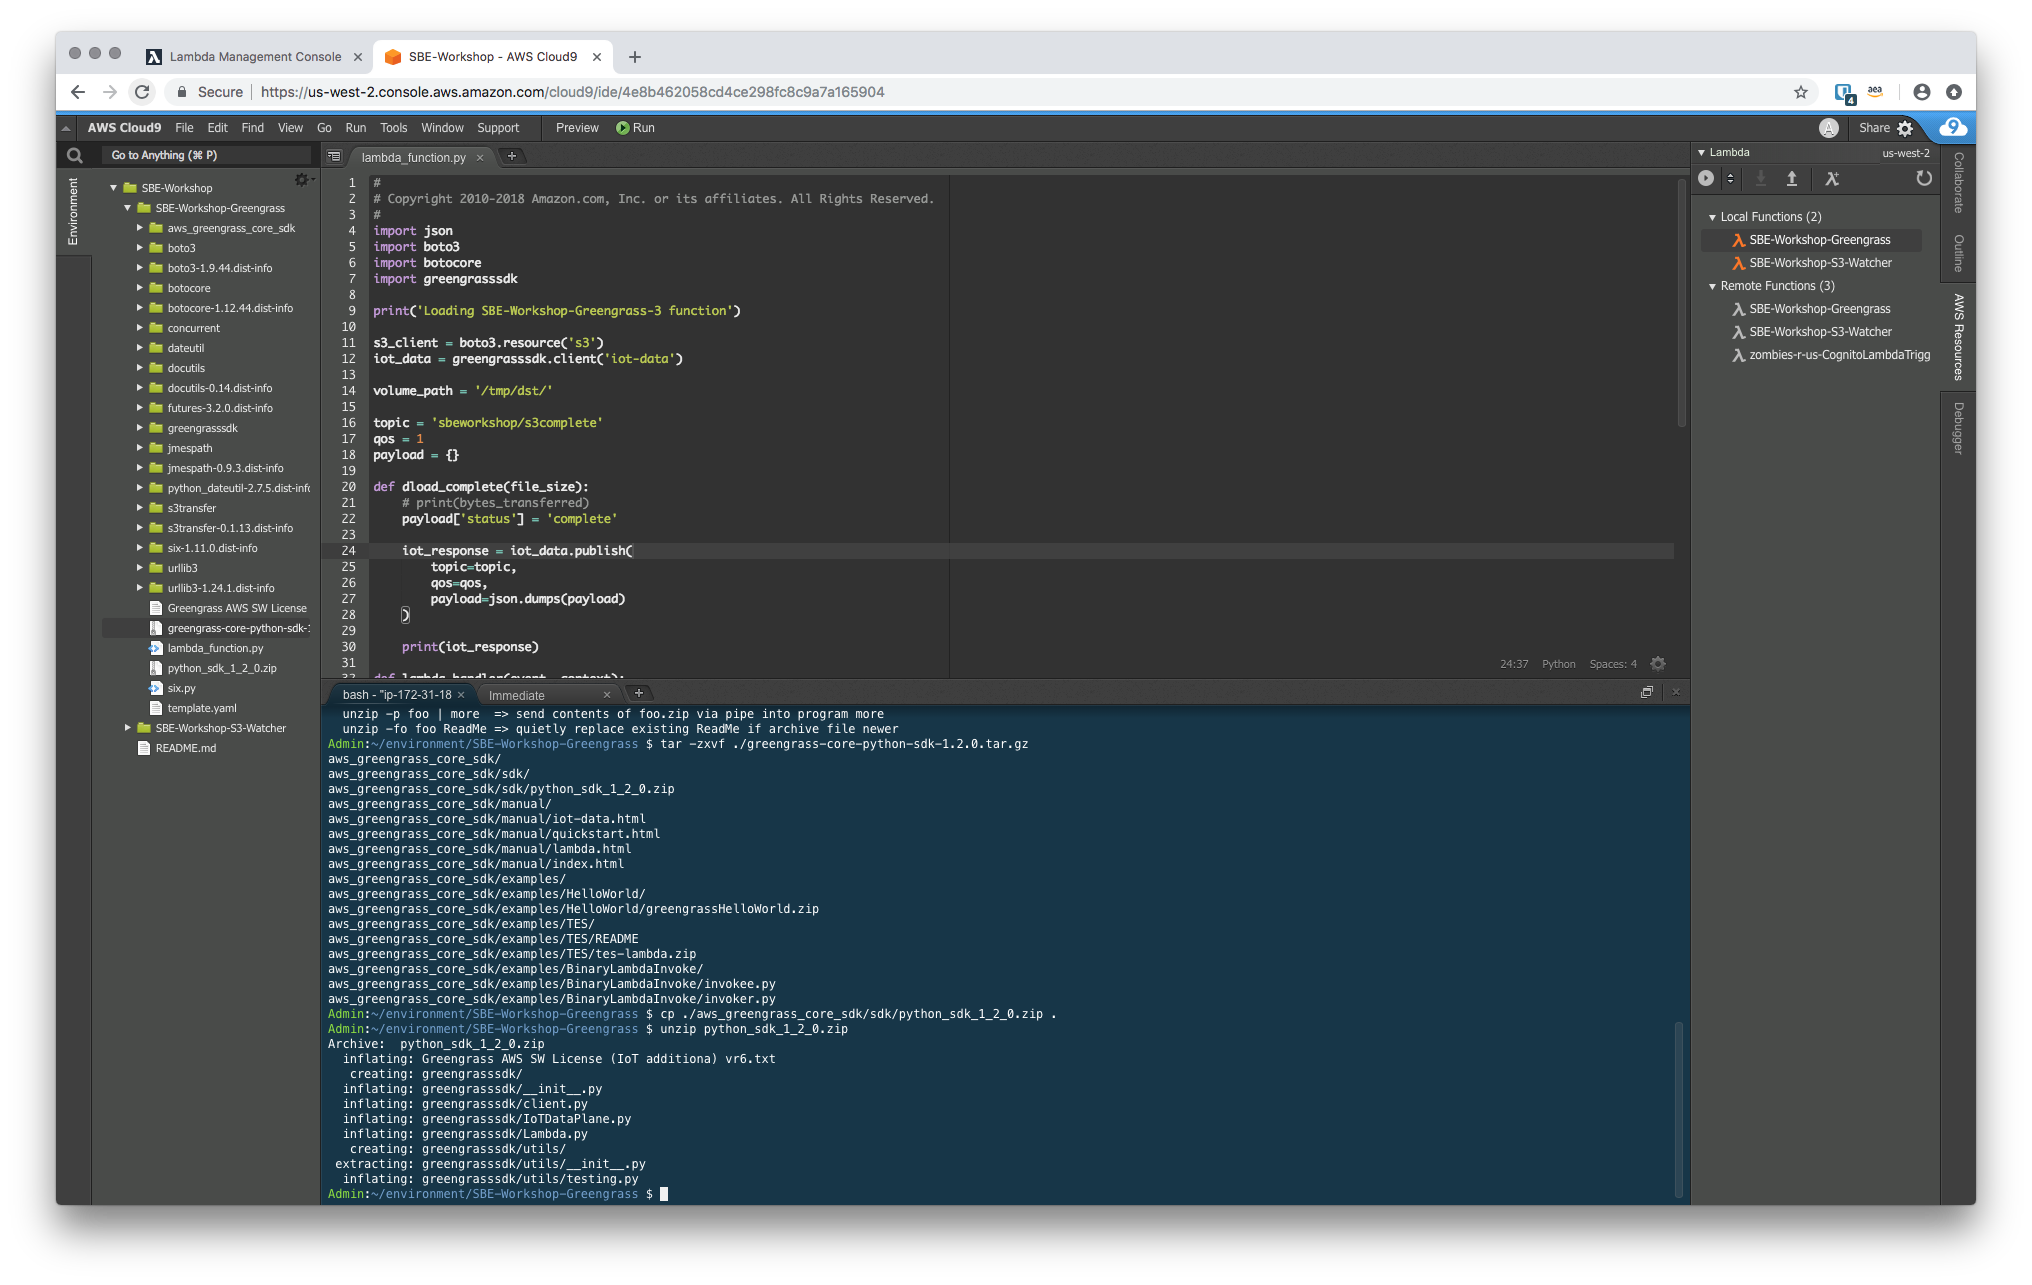 Lambda Management Console
SBE-Workshop - AWS Cloud9
Secure
https://us-west-2.console.aws.amazon.com/cloud9/ide/4e8b462058cd4ce298fc8c9a7a165904
4
aea
AWS Cloud9 File Edit Find View Go Run Tools Window Support Preview Run
A
Share
9
Go to Anything (⌘ P)
Environment
SBE-Workshop
SBE-Workshop-Greengrass
aws_greengrass_core_sdk
boto3
boto3-1.9.44.dist-info
botocore
botocore-1.12.44.dist-info
concurrent
dateutil
docutils
docutils-0.14.dist-info
futures-3.2.0.dist-info
greengrasssdk
jmespath
jmespath-0.9.3.dist-info
python_dateutil-2.7.5.dist-info
s3transfer
s3transfer-0.1.13.dist-info
six-1.11.0.dist-info
urllib3
urllib3-1.24.1.dist-info
Greengrass AWS SW License
greengrass-core-python-sdk-1
lambda_function.py
python_sdk_1_2_0.zip
six.py
template.yaml
SBE-Workshop-S3-Watcher
README.md
lambda_function.py
1 #
2 # Copyright 2010-2018 Amazon.com, Inc. or its affiliates. All Rights Reserved.
3 #
4 import json
5 import boto3
6 import botocore
7 import greengrasssdk
8
9 print('Loading SBE-Workshop-Greengrass-3 function')
10
11 s3_client = boto3.resource('s3')
12 iot_data = greengrasssdk.client('iot-data')
13
14 volume_path = '/tmp/dst/'
15
16 topic = 'sbeworkshop/s3complete'
17 qos = 1
18 payload = {}
19
20 def dload_complete(file_size):
21     # print(bytes_transferred)
22     payload['status'] = 'complete'
23
24     iot_response = iot_data.publish(
25         topic=topic,
26         qos=qos,
27         payload=json.dumps(payload)
28     )
29
30     print(iot_response)
31
32 def lambda_handler(event, context):
24:37 Python Spaces: 4
bash - "ip-172-31-18
Immediate
unzip -p foo | more  => send contents of foo.zip via pipe into program more
unzip -fo foo ReadMe => quietly replace existing ReadMe if archive file newer
Admin:~/environment/SBE-Workshop-Greengrass $ tar -zxvf ./greengrass-core-python-sdk-1.2.0.tar.gz
aws_greengrass_core_sdk/
aws_greengrass_core_sdk/sdk/
aws_greengrass_core_sdk/sdk/python_sdk_1_2_0.zip
aws_greengrass_core_sdk/manual/
aws_greengrass_core_sdk/manual/iot-data.html
aws_greengrass_core_sdk/manual/quickstart.html
aws_greengrass_core_sdk/manual/lambda.html
aws_greengrass_core_sdk/manual/index.html
aws_greengrass_core_sdk/examples/
aws_greengrass_core_sdk/examples/HelloWorld/
aws_greengrass_core_sdk/examples/HelloWorld/greengrassHelloWorld.zip
aws_greengrass_core_sdk/examples/TES/
aws_greengrass_core_sdk/examples/TES/README
aws_greengrass_core_sdk/examples/TES/tes-lambda.zip
aws_greengrass_core_sdk/examples/BinaryLambdaInvoke/
aws_greengrass_core_sdk/examples/BinaryLambdaInvoke/invokee.py
aws_greengrass_core_sdk/examples/BinaryLambdaInvoke/invoker.py
Admin:~/environment/SBE-Workshop-Greengrass $ cp ./aws_greengrass_core_sdk/sdk/python_sdk_1_2_0.zip .
Admin:~/environment/SBE-Workshop-Greengrass $ unzip python_sdk_1_2_0.zip
Archive:  python_sdk_1_2_0.zip
  inflating: Greengrass AWS SW License (IoT additiona) vr6.txt
   creating: greengrasssdk/
  inflating: greengrasssdk/__init__.py
  inflating: greengrasssdk/client.py
  inflating: greengrasssdk/IoTDataPlane.py
  inflating: greengrasssdk/Lambda.py
   creating: greengrasssdk/utils/
 extracting: greengrasssdk/utils/__init__.py
  inflating: greengrasssdk/utils/testing.py
Admin:~/environment/SBE-Workshop-Greengrass $
Lambda us-west-2
Local Functions (2)
SBE-Workshop-Greengrass
SBE-Workshop-S3-Watcher
Remote Functions (3)
SBE-Workshop-Greengrass
SBE-Workshop-S3-Watcher
zombies-r-us-CognitoLambdaTrigg
Collaborate
Outline
AWS Resources
Debugger